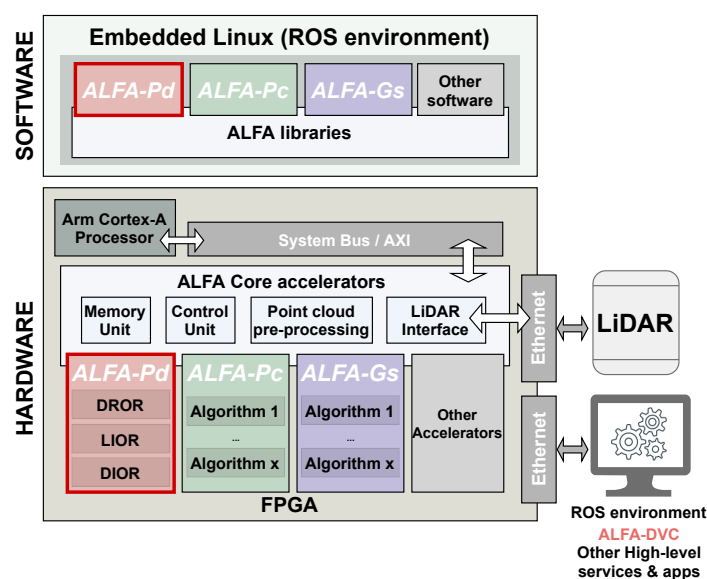 SOFTWARE
Embedded Linux (ROS environment)
ALFA-Pd
ALFA-Pc
ALFA-Gs
Other
software
ALFA libraries
HARDWARE
Arm Cortex-A
Processor
System Bus / AXI
ALFA Core accelerators
Memory
Unit
Control
Unit
Point cloud
pre-processing
LiDAR
Interface
Ethernet
LiDAR
ALFA-Pd
DROR
LIOR
DIOR
ALFA-Pc
Algorithm 1
...
Algorithm x
ALFA-Gs
Algorithm 1
...
Algorithm x
Other
Accelerators
Ethernet
FPGA
ROS environment
ALFA-DVC
Other High-level
services & apps